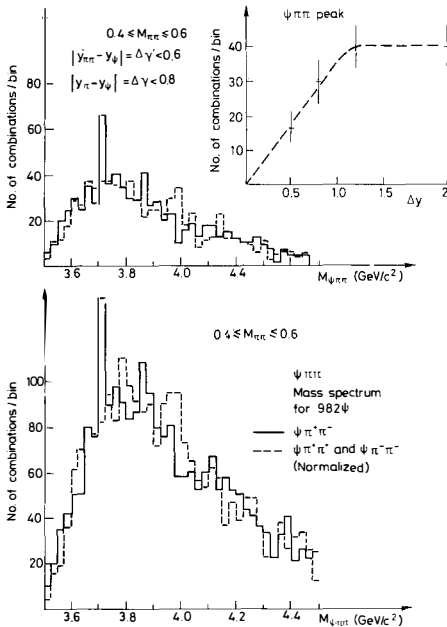 0.4 ≤ Mππ ≤ 0.6
|y'ππ − yψ| = Δy' < 0,6
|yπ − yψ| = Δy < 0.8
No. of combinations / bin
80
60
40
20
3.6
3.8
4.0
4.4
Mψππ (GeV/c²)
ψππ peak
No. of combinations / bin
40
30
20
10
0.5
1.0
1.5
2.0
Δy
0.4 ≤ Mππ ≤ 0.6
ψππ
Mass spectrum
for 982ψ
ψπ⁺π⁻
ψπ⁺π⁺ and ψπ⁻π⁻
(Normalized)
No. of combinations / bin
100
80
60
40
20
3.6
3.8
4.0
4.2
4.4
Mψππ (GeV/c²)